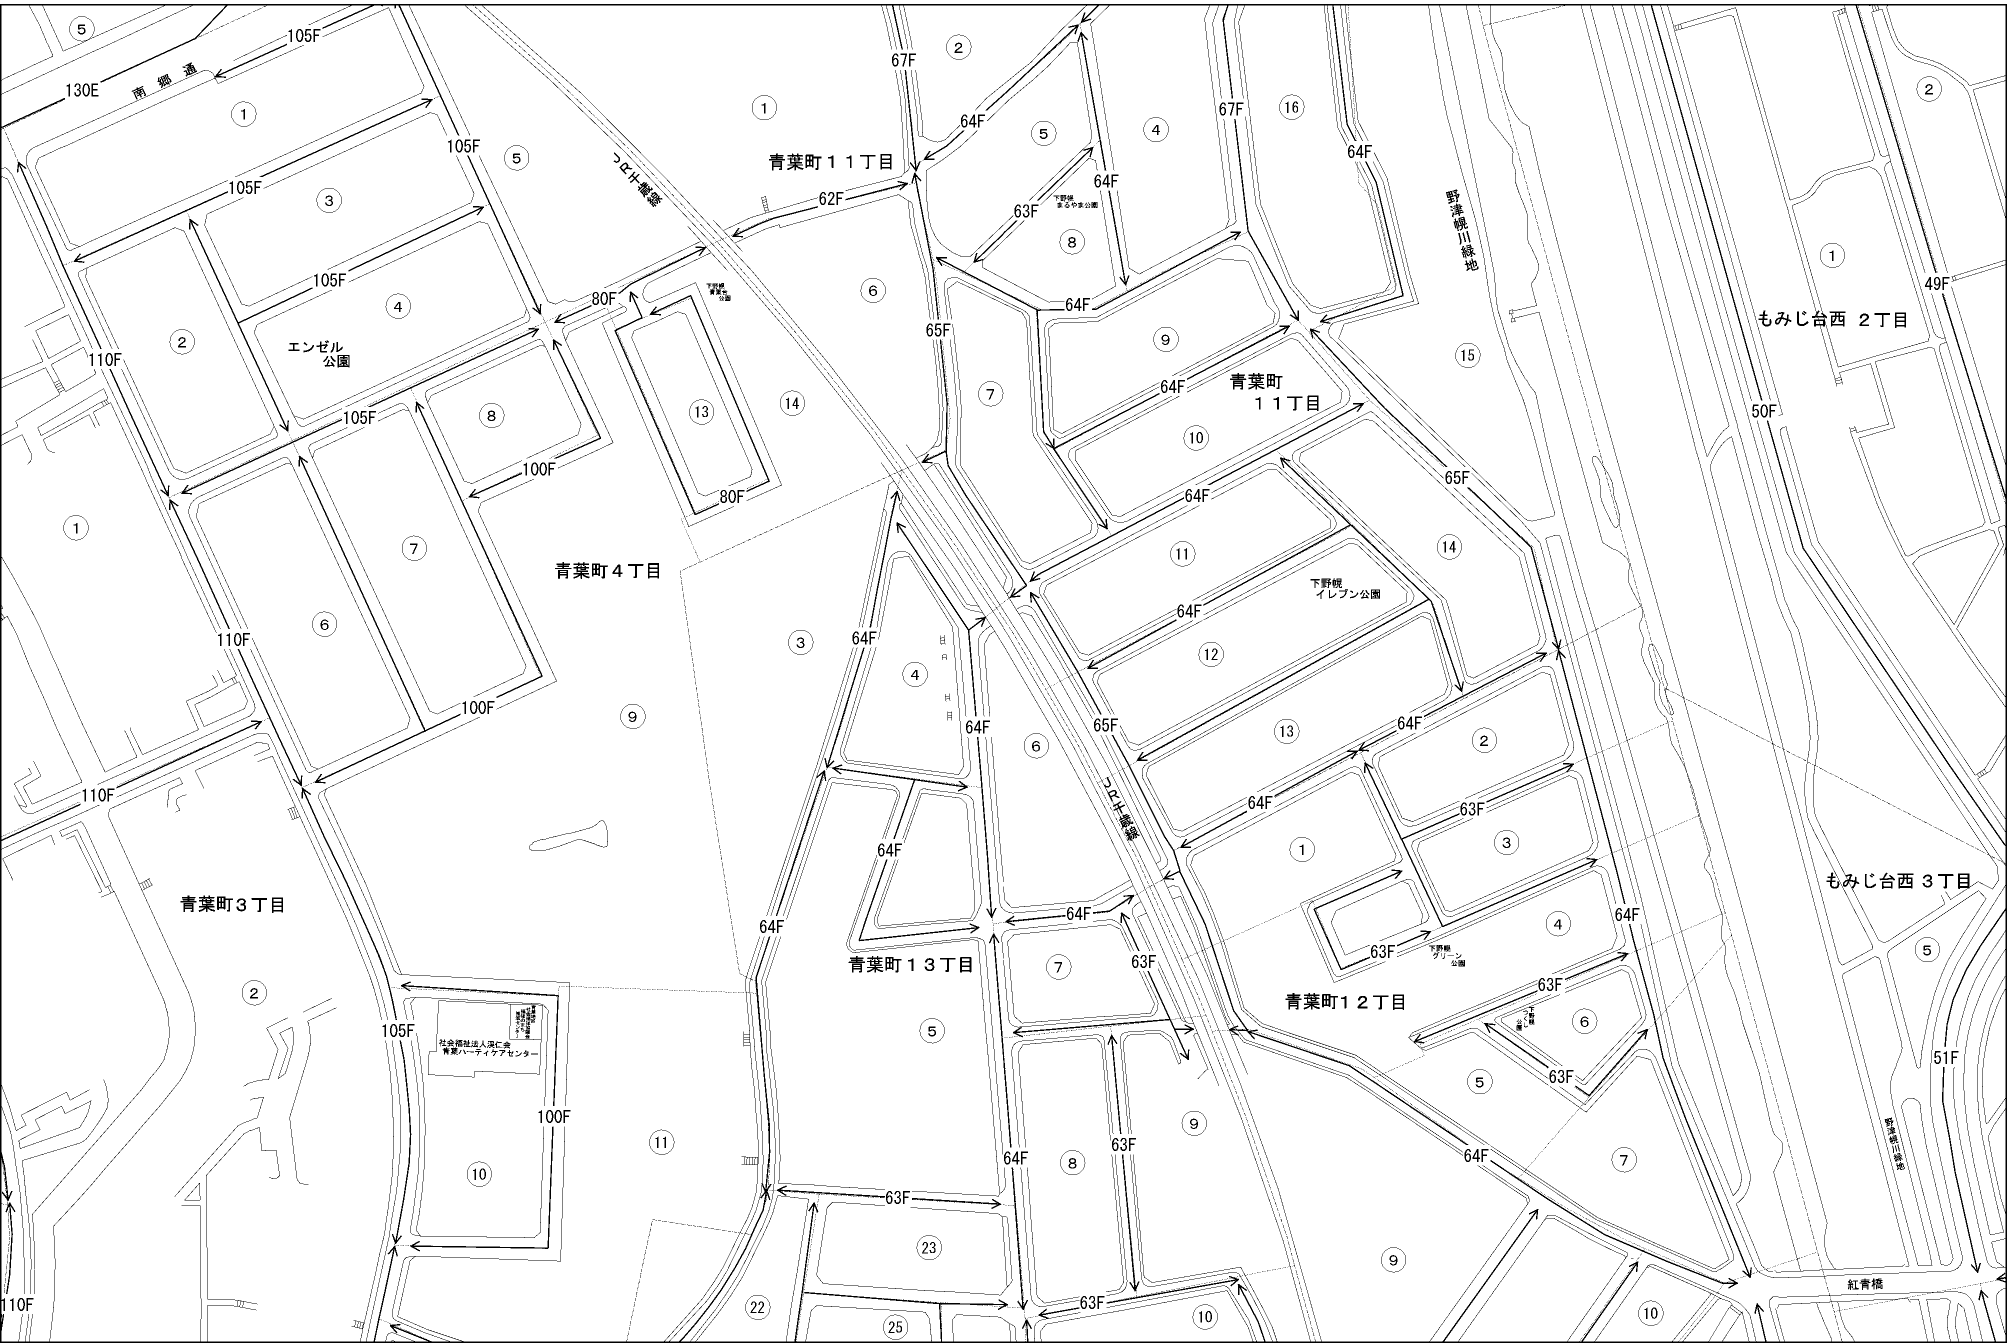 ⑤
105F
130E
南郷通
①
105F
⑤
105F
③
105F
④
②
エンゼル
公園
110F
105F
⑧
100F
①
⑦
⑥
110F
100F
110F
青葉町3丁目
②
105F
社会福祉法人渓仁会
青葉ハーティケアセンター
100F
⑩
110F
67F
②
①
64F
⑤
④
67F
⑯
64F
青葉町11丁目
JR千歳線
62F
63F
下野幌
まるやま公園
64F
⑧
80F
下野幌
青葉台
公園
⑥
65F
64F
⑨
⑬
⑭
80F
⑦
64F
青葉町
11丁目
⑩
⑮
野津幌川緑地
青葉町4丁目
64F
65F
⑪
⑭
64F
下野幌
イレブン公園
⑫
③
64F
④
⑨
64F
⑥
65F
JR千歳線
⑬
64F
②
64F
63F
①
③
64F
64F
64F
63F
63F
下野幌
グリーン
公園
④
64F
青葉町13丁目
⑦
青葉町12丁目
63F
⑤
下野幌
つくし
公園
⑥
63F
⑤
⑪
64F
⑧
63F
⑨
64F
⑦
63F
㉓
⑨
㉒
63F
㉕
⑩
⑩
②
①
49F
もみじ台西 2丁目
50F
もみじ台西 3丁目
⑤
51F
野津幌川緑地
紅青橋